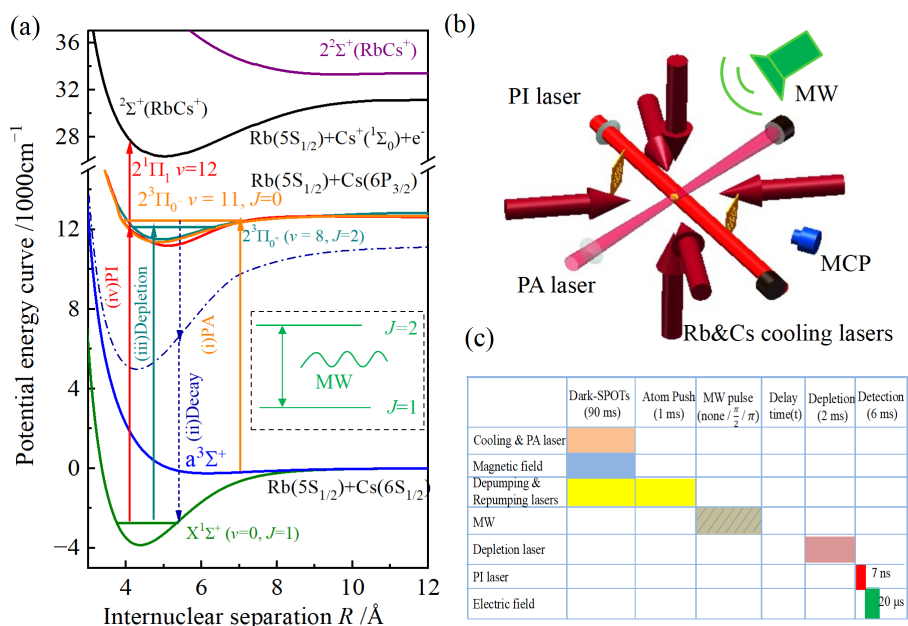 (a)
36
32
28
16
12
8
4
0
−4
4
6
8
10
12
Potential energy curve /1000cm⁻¹
Internuclear separation R /Å
2²Σ⁺(RbCs⁺)
²Σ⁺(RbCs⁺)
Rb(5S₁/₂)+Cs⁺(¹Σ₀)+e⁻
2¹Π₁ v=12
Rb(5S₁/₂)+Cs(6P₃/₂)
2³Π₀⁻ v = 11, J=0
2³Π₀⁺ (v = 8, J=2)
(iv)PI
(iii)Depletion
(ii)Decay
(i)PA
J=2
MW
J=1
a³Σ⁺
Rb(5S₁/₂)+Cs(6S₁/₂)
X¹Σ⁺ (v=0, J=1)
(b)
PI laser
MW
PA laser
MCP
Rb&Cs cooling lasers
(c)
Dark-SPOTs (90 ms)
Atom Push (1 ms)
MW pulse (none / π/2 / π)
Delay time(t)
Depletion (2 ms)
Detection (6 ms)
Cooling & PA laser
Magnetic field
Depumping & Repumping lasers
MW
Depletion laser
PI laser
7 ns
Electric field
20 μs